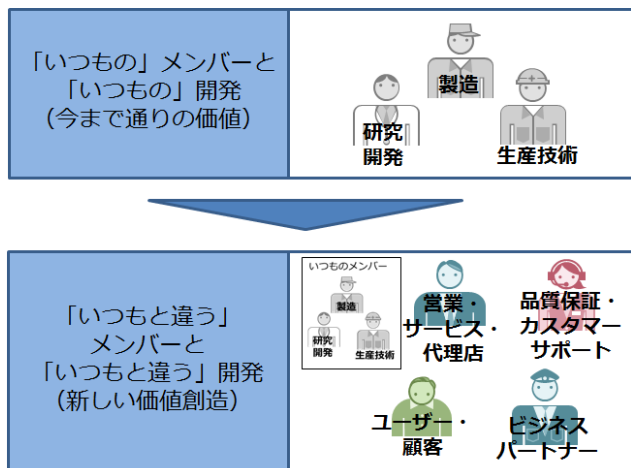 「いつもの」メンバーと
「いつもの」開発
（今まで通りの価値）
製造
研究
開発
生産技術
「いつもと違う」
メンバーと
「いつもと違う」開発
（新しい価値創造）
いつものメンバー
製造
研究
開発
生産技術
営業・
サービス・
代理店
品質保証・
カスタマー
サポート
ユーザー・
顧客
ビジネス
パートナー